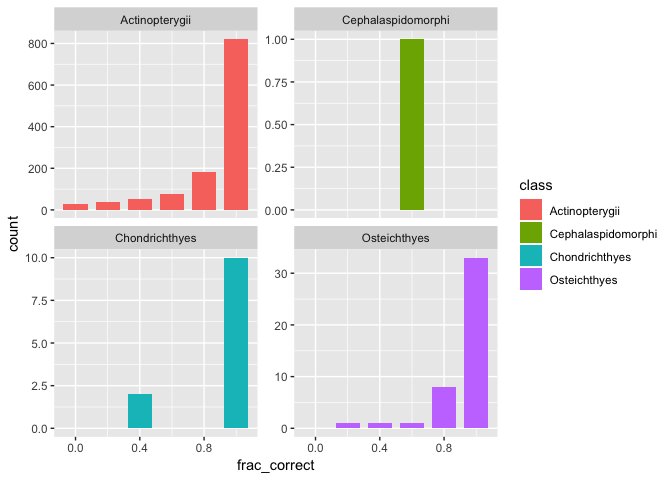 Actinopterygii
Cephalaspidomorphi
800
600
400
200
0
1.00
0.75
0.50
0.25
0.00
count
Chondrichthyes
Osteichthyes
10.0
7.5
5.0
2.5
0.0
30
20
10
0
0.0 0.4 0.8
0.0 0.4 0.8
frac_correct
class
Actinopterygii
Cephalaspidomorphi
Chondrichthyes
Osteichthyes